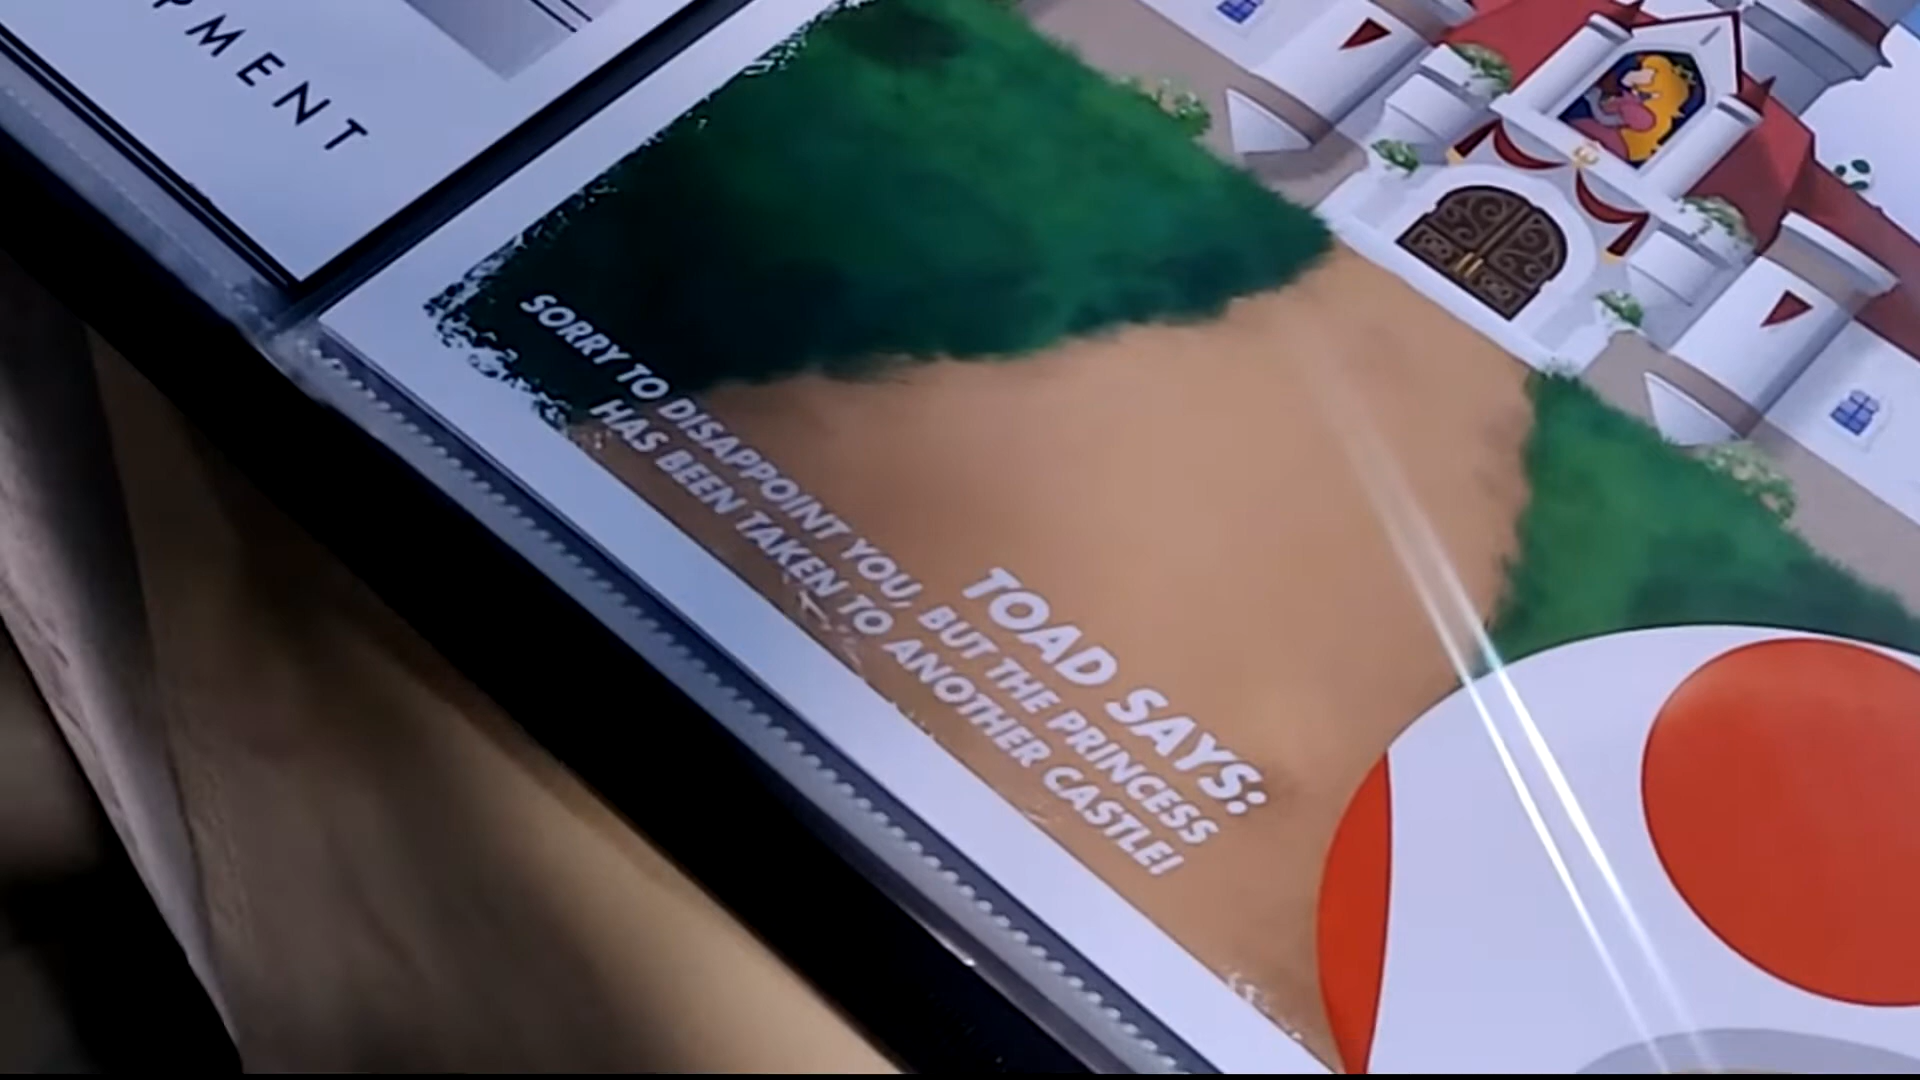 PMENT
TOAD SAYS:
SORRY TO DISAPPOINT YOU, BUT THE PRINCESS
HAS BEEN TAKEN TO ANOTHER CASTLE!